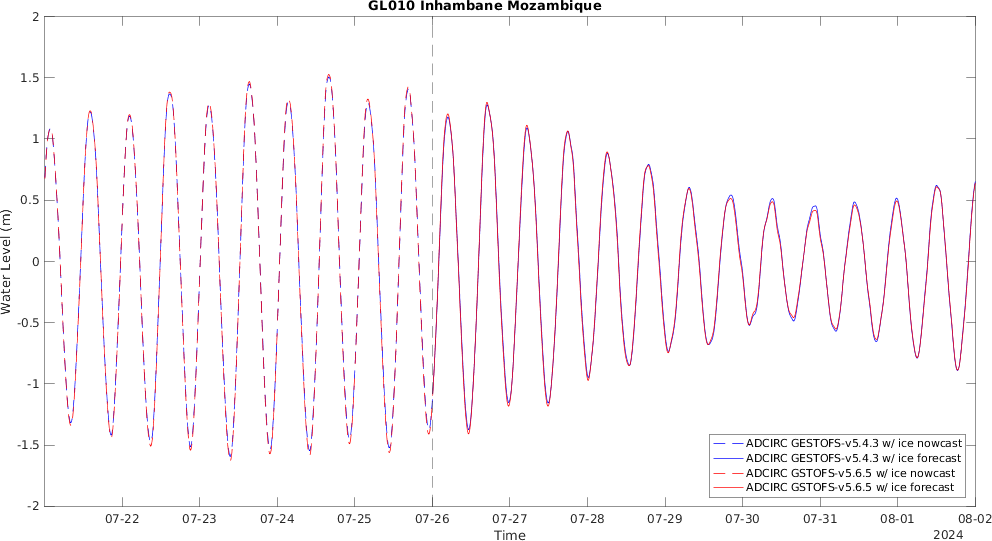 GL010 Inhambane Mozambique
2
1.5
1
0.5
0
-0.5
-1
-1.5
-2
Water Level (m)
ADCIRC GESTOFS-v5.4.3 w/ ice nowcast
ADCIRC GESTOFS-v5.4.3 w/ ice forecast
ADCIRC GSTOFS-v5.6.5 w/ ice nowcast
ADCIRC GSTOFS-v5.6.5 w/ ice forecast
07-22 07-23 07-24 07-25 07-26 07-27 07-28 07-29 07-30 07-31 08-01 08-02
Time
2024